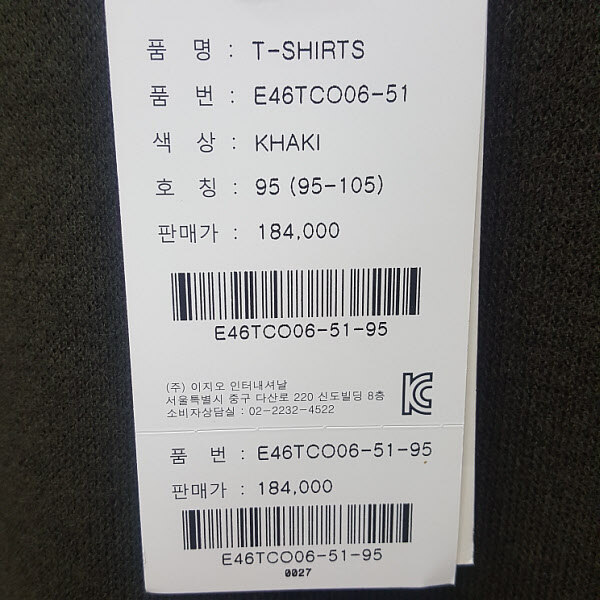 품 명 : T-SHIRTS
품 번 : E46TCO06-51
색 상 : KHAKI
호 칭 : 95 (95-105)
판매가 : 184,000
E46TCO06-51-95
(주) 이지오 인터내셔날
서울특별시 중구 다산로 220 신도빌딩 8층
소비자상담실 : 02-2232-4522
KC
품 번 : E46TCO06-51-95
판매가 : 184,000
E46TCO06-51-95
0027